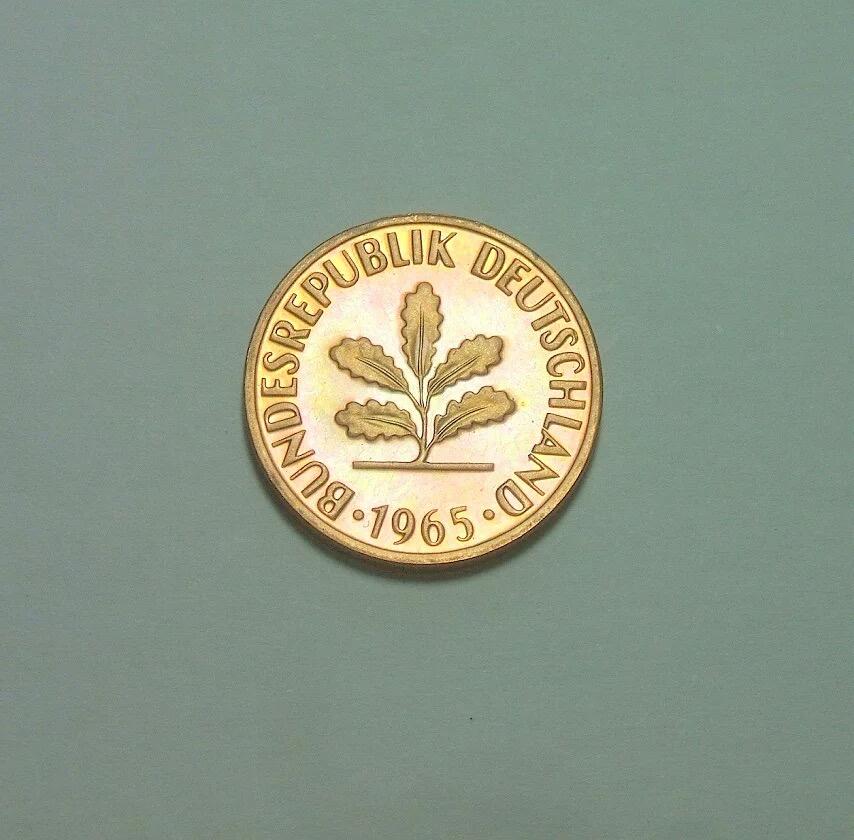 BUNDESREPUBLIK DEUTSCHLAND
· 1965 ·